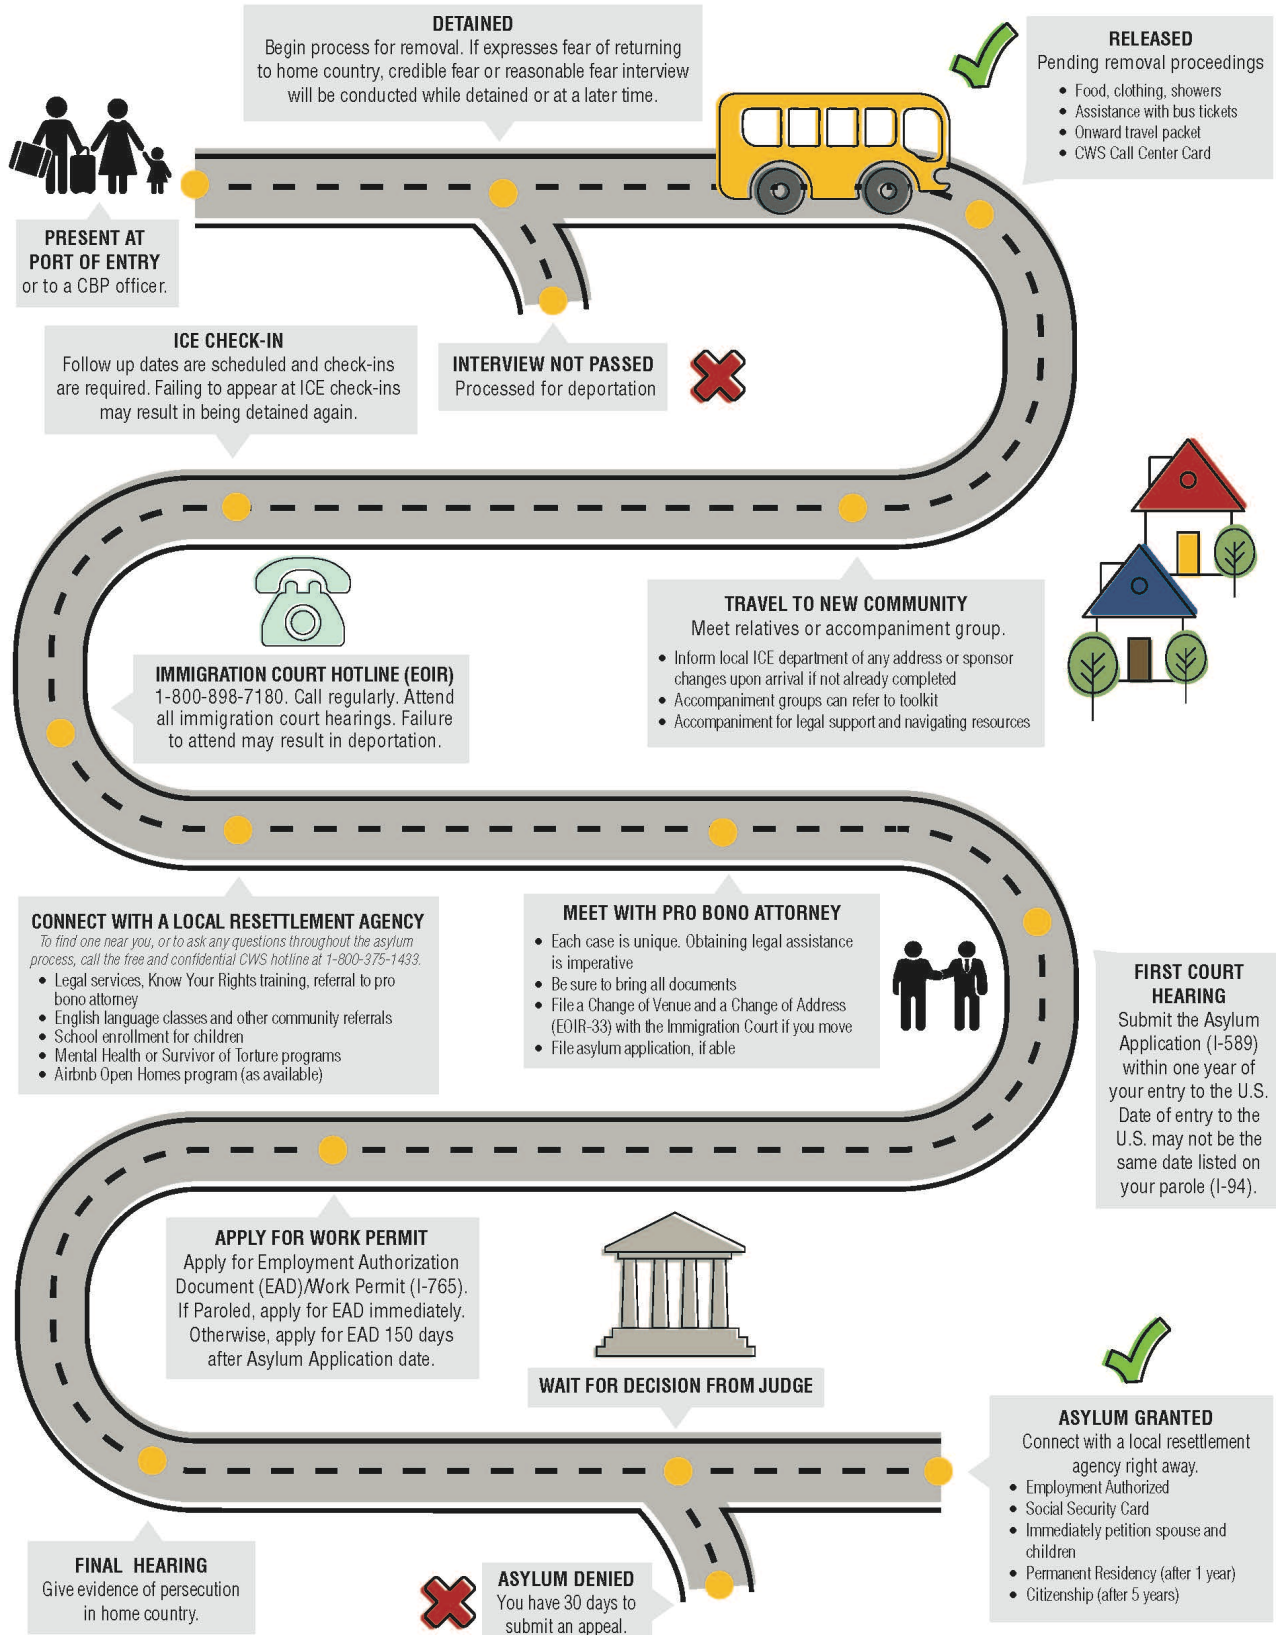 DETAINED
Begin process for removal. If expresses fear of returning
to home country, credible fear or reasonable fear interview
will be conducted while detained or at a later time.
RELEASED
Pending removal proceedings
• Food, clothing, showers
• Assistance with bus tickets
• Onward travel packet
• CWS Call Center Card
PRESENT AT
PORT OF ENTRY
or to a CBP officer.
INTERVIEW NOT PASSED
Processed for deportation
ICE CHECK-IN
Follow up dates are scheduled and check-ins
are required. Failing to appear at ICE check-ins
may result in being detained again.
TRAVEL TO NEW COMMUNITY
Meet relatives or accompaniment group.
• Inform local ICE department of any address or sponsor
changes upon arrival if not already completed
• Accompaniment groups can refer to toolkit
• Accompaniment for legal support and navigating resources
IMMIGRATION COURT HOTLINE (EOIR)
1-800-898-7180. Call regularly. Attend
all immigration court hearings. Failure
to attend may result in deportation.
CONNECT WITH A LOCAL RESETTLEMENT AGENCY
To find one near you, or to ask any questions throughout the asylum
process, call the free and confidential CWS hotline at 1-800-375-1433.
• Legal services, Know Your Rights training, referral to pro
bono attorney
• English language classes and other community referrals
• School enrollment for children
• Mental Health or Survivor of Torture programs
• Airbnb Open Homes program (as available)
MEET WITH PRO BONO ATTORNEY
• Each case is unique. Obtaining legal assistance
is imperative
• Be sure to bring all documents
• File a Change of Venue and a Change of Address
(EOIR-33) with the Immigration Court if you move
• File asylum application, if able
FIRST COURT
HEARING
Submit the Asylum
Application (I-589)
within one year of
your entry to the U.S.
Date of entry to the
U.S. may not be the
same date listed on
your parole (I-94).
APPLY FOR WORK PERMIT
Apply for Employment Authorization
Document (EAD)/Work Permit (I-765).
If Paroled, apply for EAD immediately.
Otherwise, apply for EAD 150 days
after Asylum Application date.
WAIT FOR DECISION FROM JUDGE
ASYLUM GRANTED
Connect with a local resettlement
agency right away.
• Employment Authorized
• Social Security Card
• Immediately petition spouse and
children
• Permanent Residency (after 1 year)
• Citizenship (after 5 years)
FINAL HEARING
Give evidence of persecution
in home country.
ASYLUM DENIED
You have 30 days to
submit an appeal.